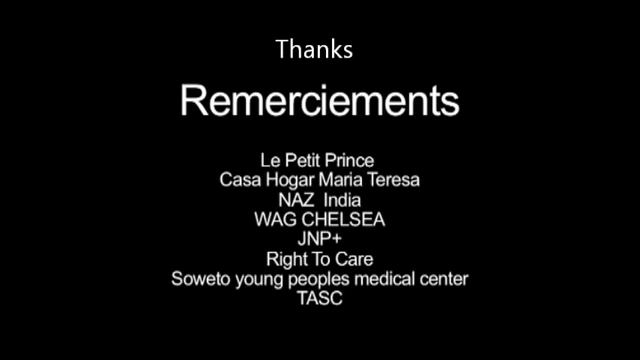 Thanks
Remerciements
Le Petit Prince
Casa Hogar Maria Teresa
NAZ India
WAG CHELSEA
JNP+
Right To Care
Soweto young peoples medical center
TASC